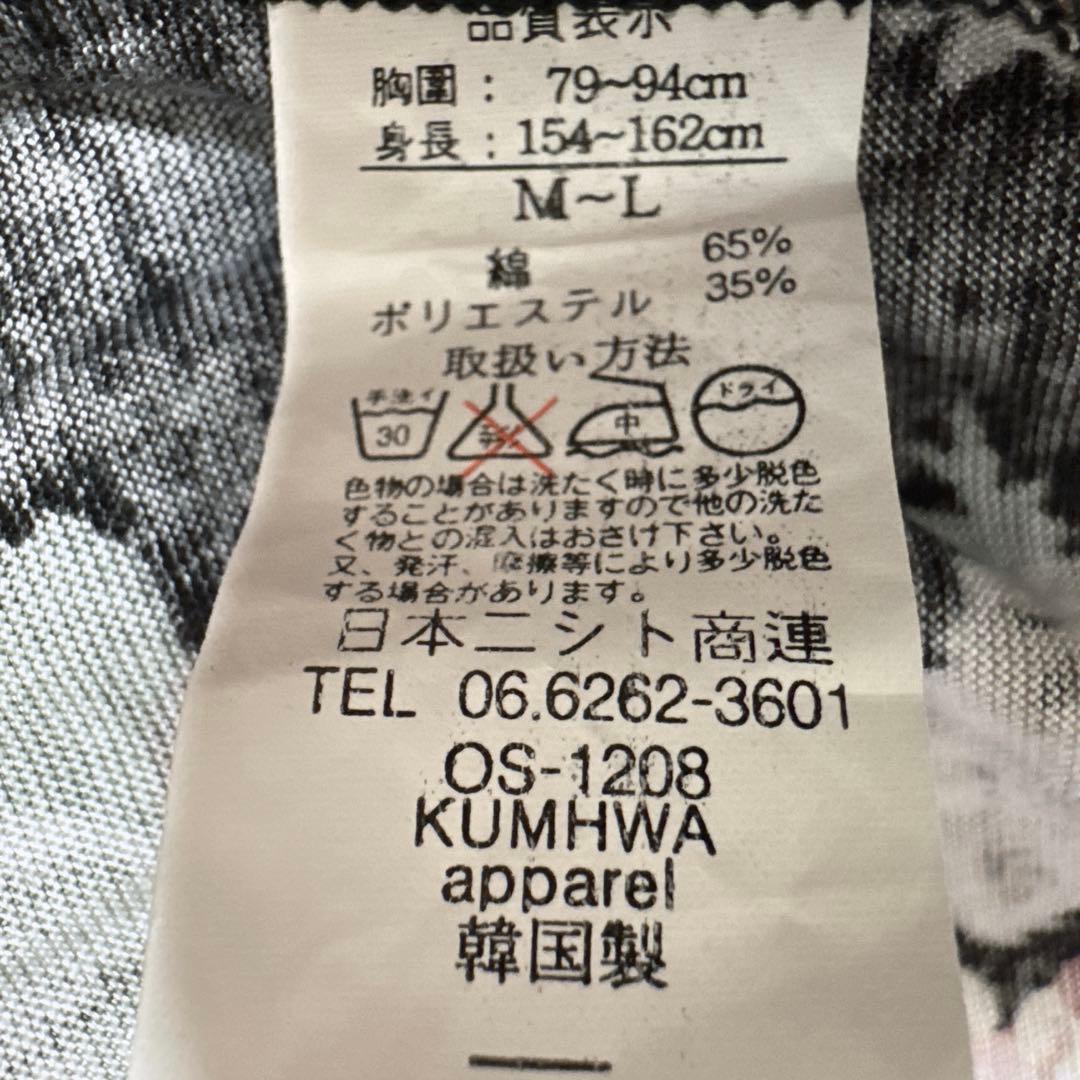 品質表示
胸圍: 79~94cm
身長: 154~162cm
M~L
綿 65%
ポリエステル 35%
取扱い方法
手洗イ 30 中 ドライ
色物の場合は洗たく時に多少脱色
することがありますので他の洗た
く物との混入はおさけ下さい。
又、発汗、摩擦等により多少脱色
する場合があります。
日本ニシト商連
TEL 06.6262-3601
OS-1208
KUMHWA
apparel
韓国製